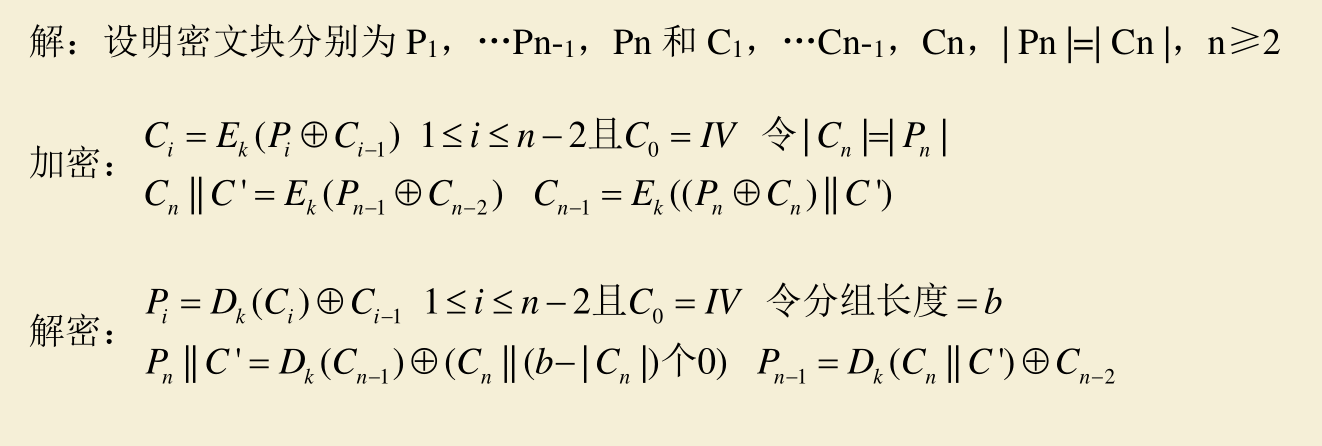 解：设明密文块分别为 P₁，⋯Pn-₁，Pn 和 C₁，⋯Cn-₁，Cn，| Pn |=| Cn |，n≥2
加密：
Cᵢ = Eₖ(Pᵢ ⊕ Cᵢ₋₁) 1 ≤ i ≤ n − 2且C₀ = IV 令| Cₙ |=| Pₙ |
Cₙ || C' = Eₖ(Pₙ₋₁ ⊕ Cₙ₋₂) Cₙ₋₁ = Eₖ((Pₙ ⊕ Cₙ) || C')
解密：
Pᵢ = Dₖ(Cᵢ) ⊕ Cᵢ₋₁ 1 ≤ i ≤ n − 2且C₀ = IV 令分组长度 = b
Pₙ || C' = Dₖ(Cₙ₋₁) ⊕ (Cₙ || (b−| Cₙ |)个0) Pₙ₋₁ = Dₖ(Cₙ || C') ⊕ Cₙ₋₂